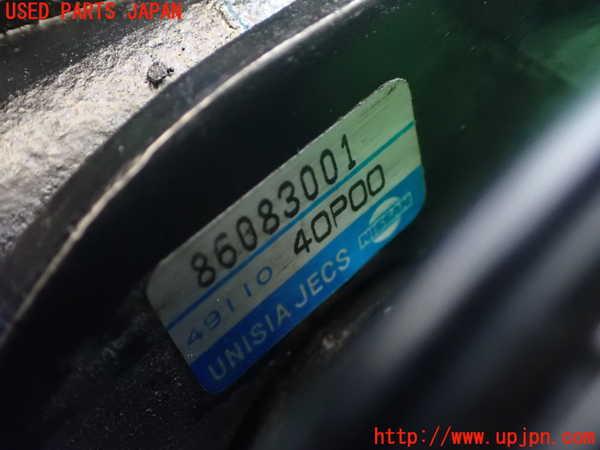 USED PARTS JAPAN
86083001
49110 40P00
UNISIA JECS NISSAN
http://www.upjpn.com/